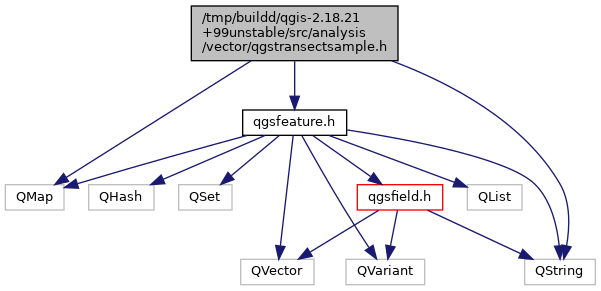 /tmp/buildd/qgis-2.18.21
+99unstable/src/analysis
/vector/qgstransectsample.h
qgsfeature.h
QMap
QHash
QSet
qgsfield.h
QList
QVector
QVariant
QString